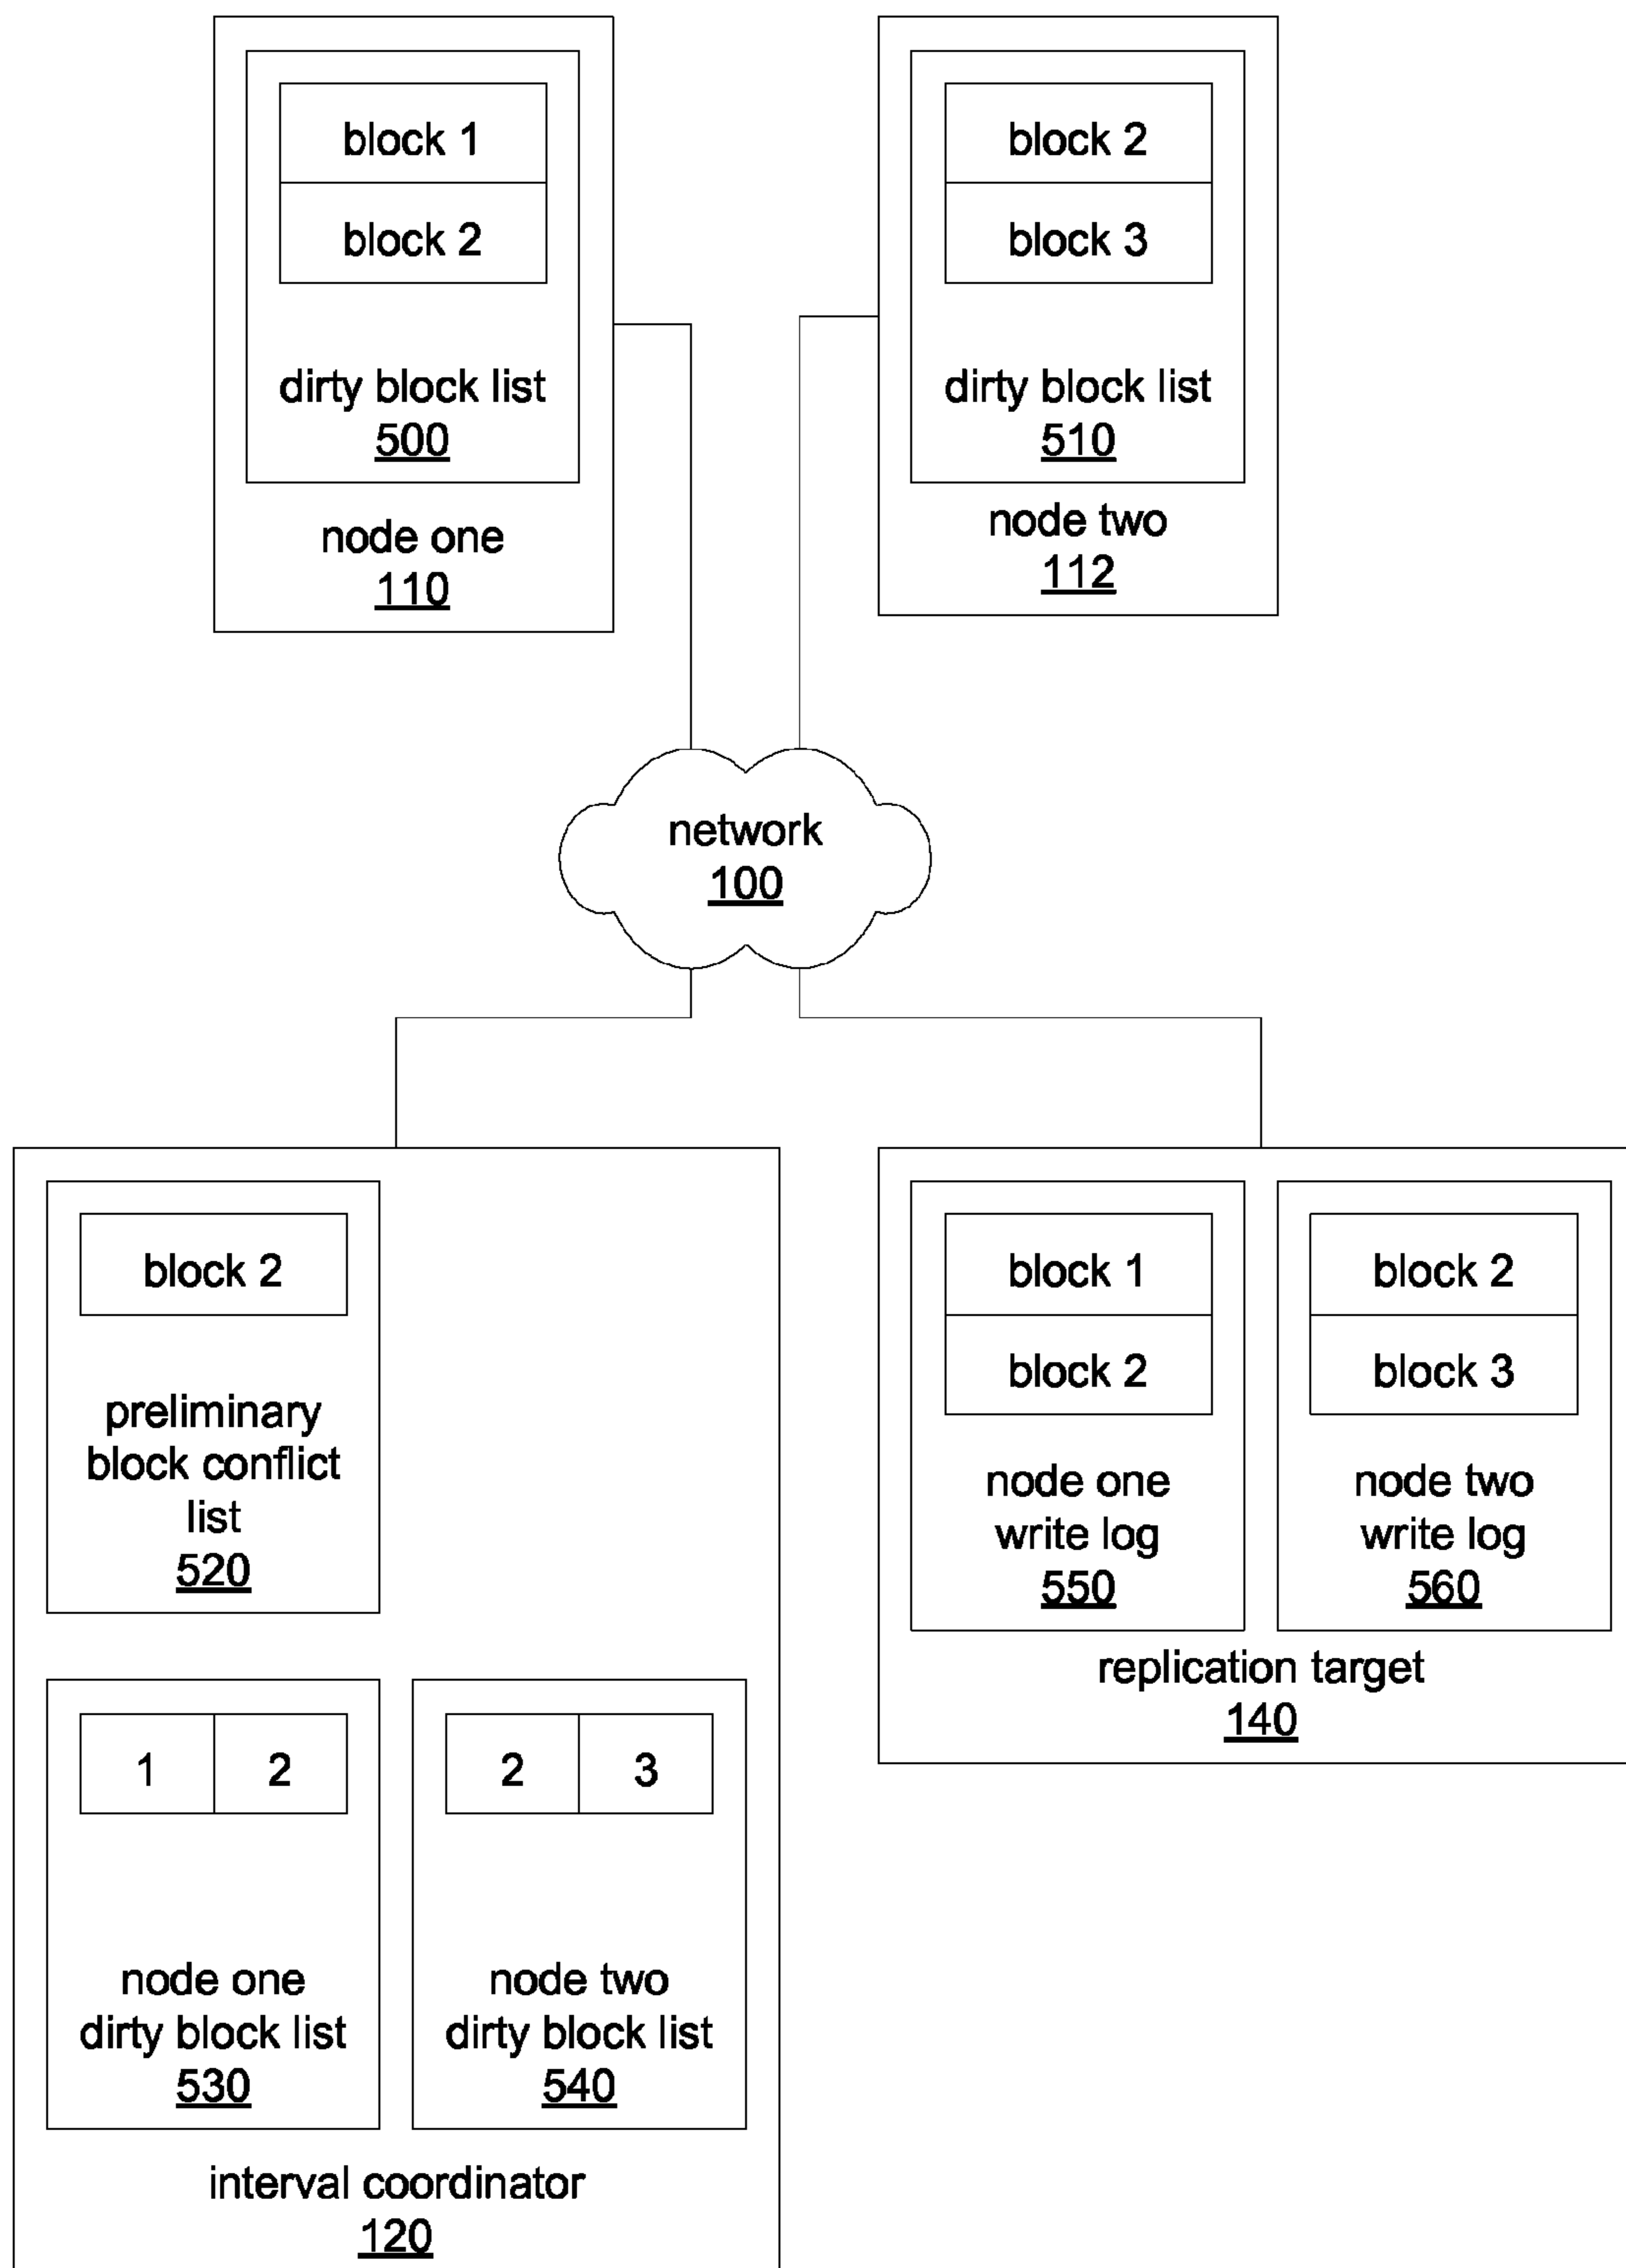 block 1
block 2
dirty block list
500
node one
110
block 2
block 3
dirty block list
510
node two
112
network
100
block 2
preliminary
block conflict
list
520
1 2
node one
dirty block list
530
2 3
node two
dirty block list
540
interval coordinator
120
block 1
block 2
node one
write log
550
block 2
block 3
node two
write log
560
replication target
140